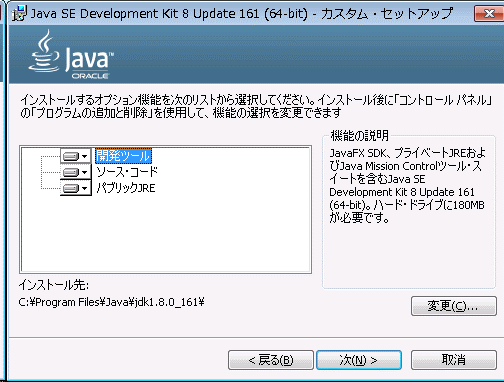 Java SE Development Kit 8 Update 161 (64-bit) - カスタム・セットアップ
Java™
ORACLE
インストールするオプション機能を次のリストから選択してください。インストール後に「コントロール パネル」
の「プログラムの追加と削除」を使用して、機能の選択を変更できます
開発ツール
ソース・コード
パブリックJRE
機能の説明
JavaFX SDK、プライベートJREおよ
びJava Mission Controlツール・ス
イートを含むJava SE
Development Kit 8 Update 161
(64-bit)。ハード・ドライブに180MB
が必要です。
インストール先:
C:¥Program Files¥Java¥jdk1.8.0_161¥
変更(C)...
< 戻る(B)
次(N) >
取消